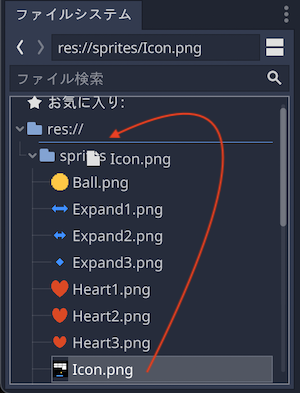 ファイルシステム
res://sprites/Icon.png
ファイル検索
お気に入り:
res://
sprites
Icon.png
Ball.png
Expand1.png
Expand2.png
Expand3.png
Heart1.png
Heart2.png
Heart3.png
Icon.png